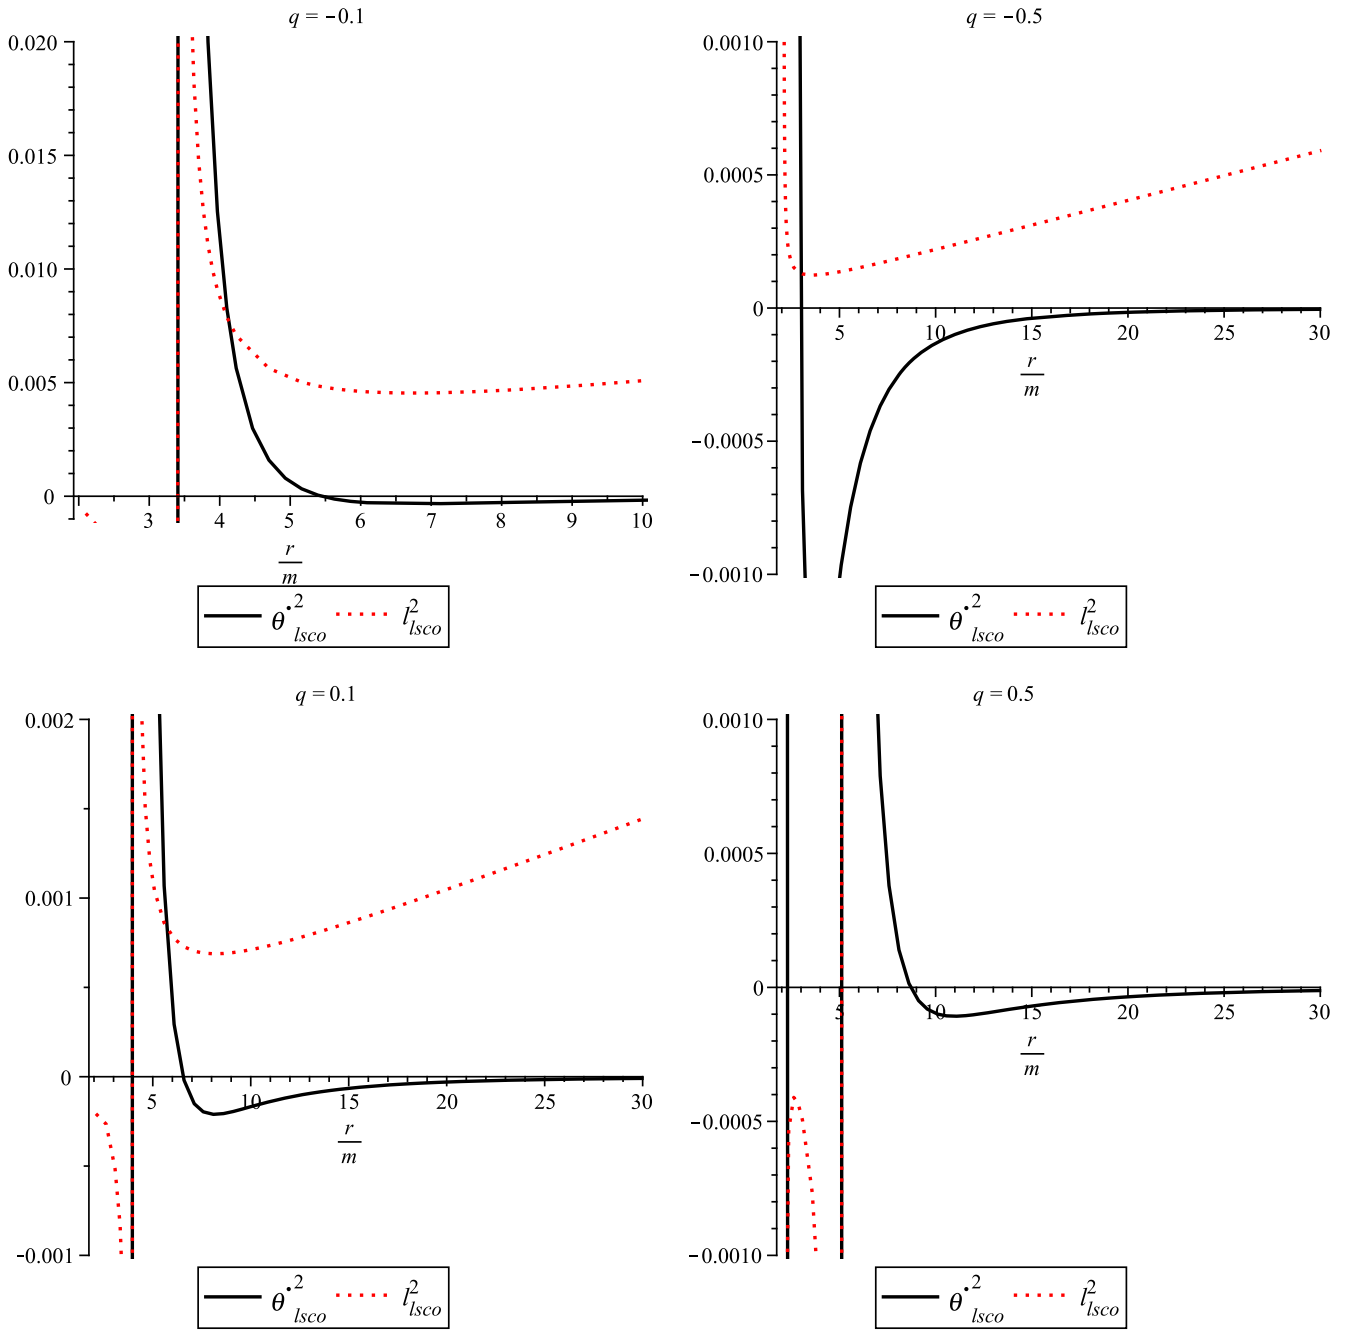 q = −0.1
0.020
0.015
0.010
0.005
0
3 4 5 6 7 8 9 10
r
m
θ̇²lsco l²lsco
q = −0.5
0.0010
0.0005
0
5 10 15 20 25 30
r
m
−0.0005
−0.0010
θ̇²lsco l²lsco
q = 0.1
0.002
0.001
0
5 10 15 20 25 30
r
m
-0.001
θ̇²lsco l²lsco
q = 0.5
0.0010
0.0005
0
5 10 15 20 25 30
r
m
−0.0005
−0.0010
θ̇²lsco l²lsco